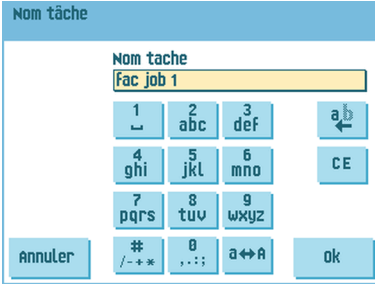 Nom tâche
Nom tache
fac job 1
1 2 3
abc def
ab
4 5 6
ghi jkl mno
CE
7 8 9
pqrs tuv wxyz
# 0
/-+* ,.:; a↔A
Annuler
Ok